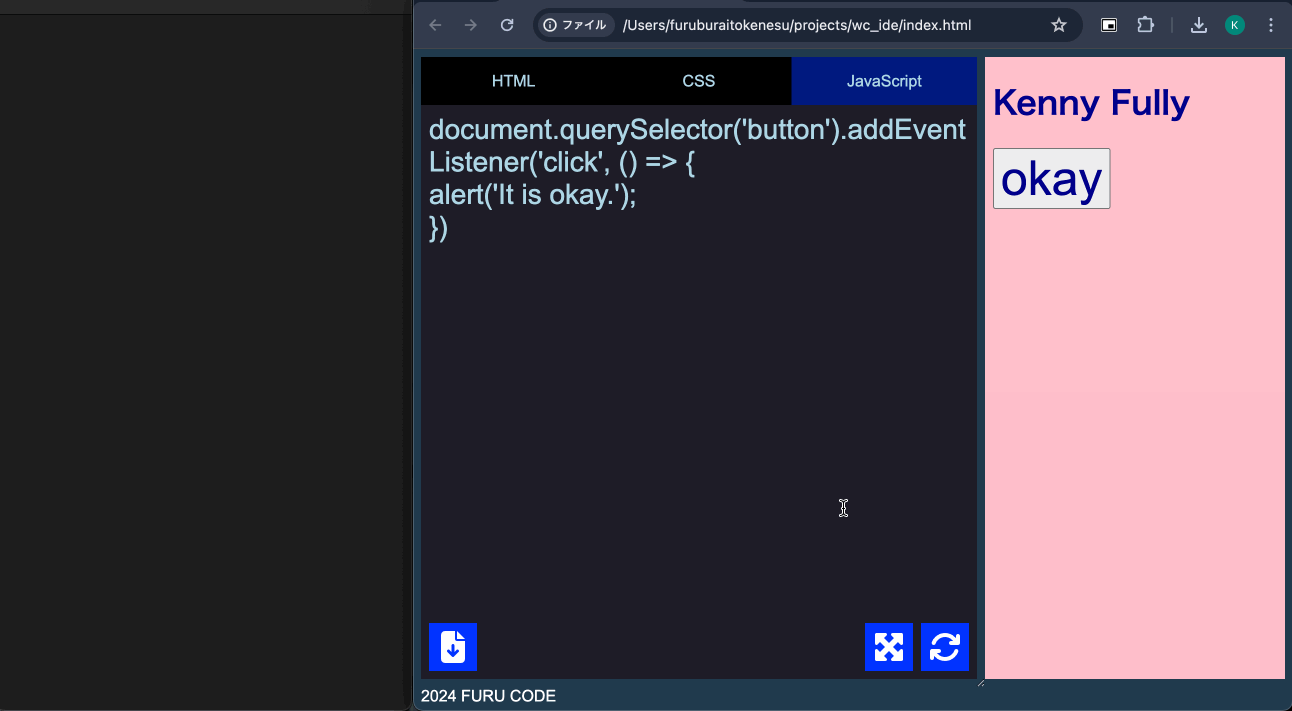 ファイル /Users/furuburaitokenesu/projects/wc_ide/index.html K
HTML CSS JavaScript
document.querySelector('button').addEvent
Listener('click', () => {
alert('It is okay.');
})
Kenny Fully
okay
2024 FURU CODE